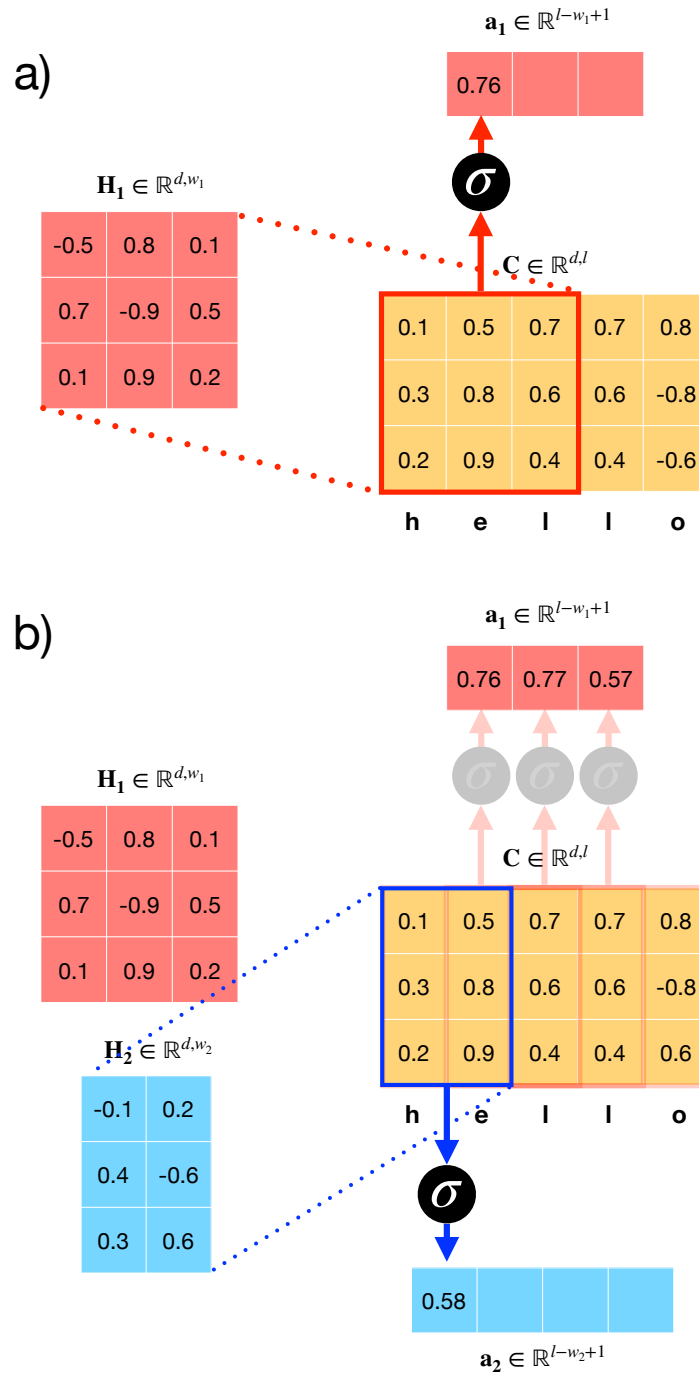 a)
a₁ ∈ ℝ^{l−w₁+1}
0.76
σ
H₁ ∈ ℝ^{d,w₁}
-0.5 0.8 0.1
0.7 -0.9 0.5
0.1 0.9 0.2
C ∈ ℝ^{d,l}
0.1 0.5 0.7 0.7 0.8
0.3 0.8 0.6 0.6 -0.8
0.2 0.9 0.4 0.4 -0.6
h e l l o
b)
a₁ ∈ ℝ^{l−w₁+1}
0.76 0.77 0.57
σ σ σ
H₁ ∈ ℝ^{d,w₁}
-0.5 0.8 0.1
0.7 -0.9 0.5
0.1 0.9 0.2
C ∈ ℝ^{d,l}
0.1 0.5 0.7 0.7 0.8
0.3 0.8 0.6 0.6 -0.8
0.2 0.9 0.4 0.4 0.6
h e l l o
H₂ ∈ ℝ^{d,w₂}
-0.1 0.2
0.4 -0.6
0.3 0.6
σ
0.58
a₂ ∈ ℝ^{l−w₂+1}